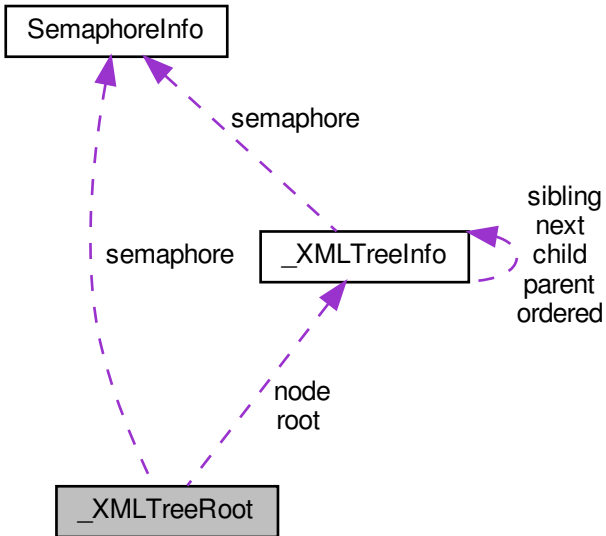 SemaphoreInfo
semaphore
sibling
next
child
parent
ordered
semaphore
_XMLTreeInfo
node
root
_XMLTreeRoot